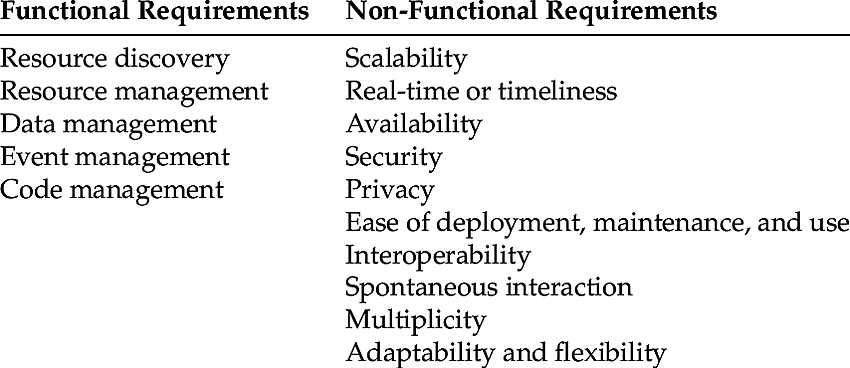 Functional Requirements Non-Functional Requirements
Resource discovery Scalability
Resource management Real-time or timeliness
Data management Availability
Event management Security
Code management Privacy
Ease of deployment, maintenance, and use
Interoperability
Spontaneous interaction
Multiplicity
Adaptability and flexibility